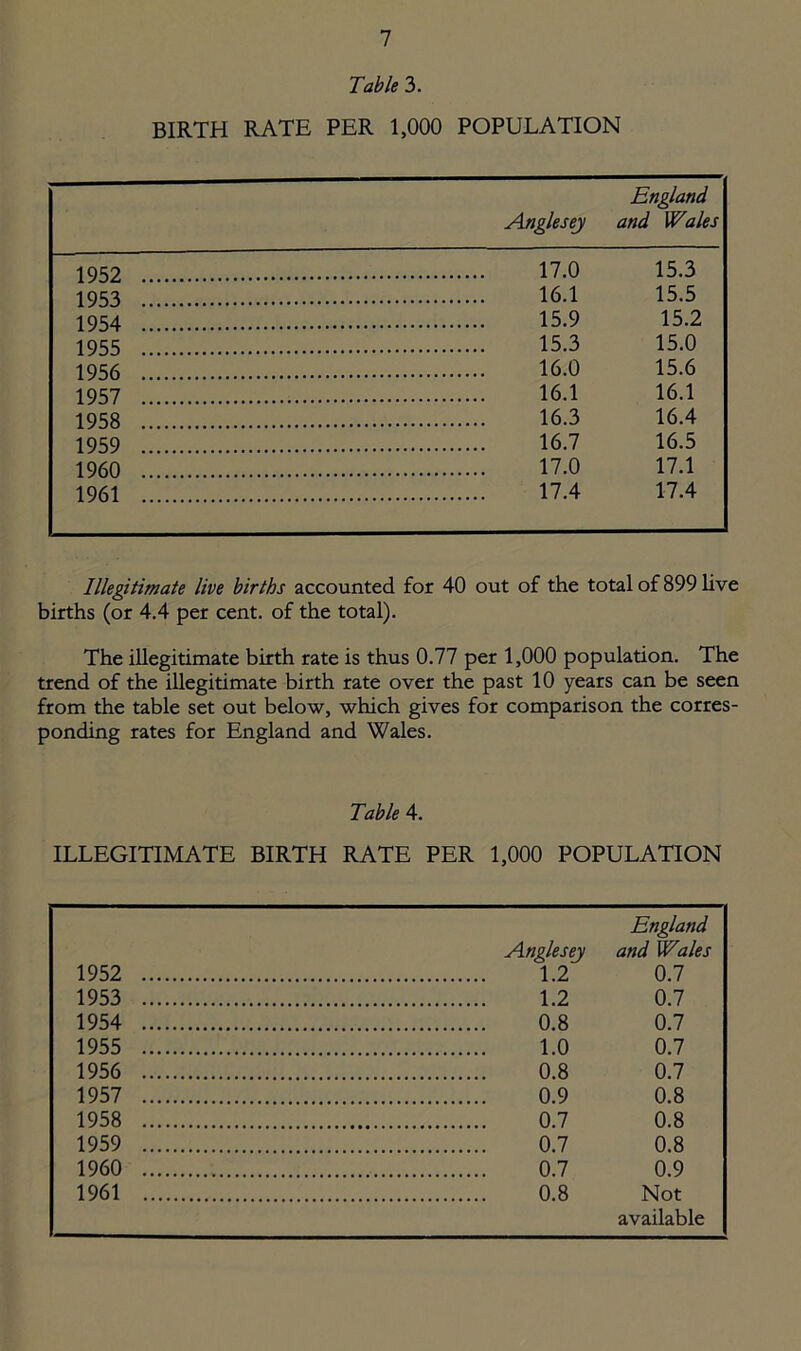 7
Table 3.
BIRTH RATE PER 1,000 POPULATION
England
Anglesey and Wales
1952 ................................................ 17.0 15.3
1953 ................................................ 16.1 15.5
1954 ................................................ 15.9 15.2
1955 ................................................ 15.3 15.0
1956 ................................................ 16.0 15.6
1957 ................................................ 16.1 16.1
1958 ................................................ 16.3 16.4
1959 ................................................ 16.7 16.5
1960 ................................................ 17.0 17.1
1961 ................................................ 17.4 17.4
Illegitimate live births accounted for 40 out of the total of 899 live
births (or 4.4 per cent. of the total).
The illegitimate birth rate is thus 0.77 per 1,000 population. The
trend of the illegitimate birth rate over the past 10 years can be seen
from the table set out below, which gives for comparison the corres-
ponding rates for England and Wales.
Table 4.
ILLEGITIMATE BIRTH RATE PER 1,000 POPULATION
England
Anglesey and Wales
1952 ................................................ 1.2 0.7
1953 ................................................ 1.2 0.7
1954 ................................................ 0.8 0.7
1955 ................................................ 1.0 0.7
1956 ................................................ 0.8 0.7
1957 ................................................ 0.9 0.8
1958 ................................................ 0.7 0.8
1959 ................................................ 0.7 0.8
1960 ................................................ 0.7 0.9
1961 ................................................ 0.8 Not
available